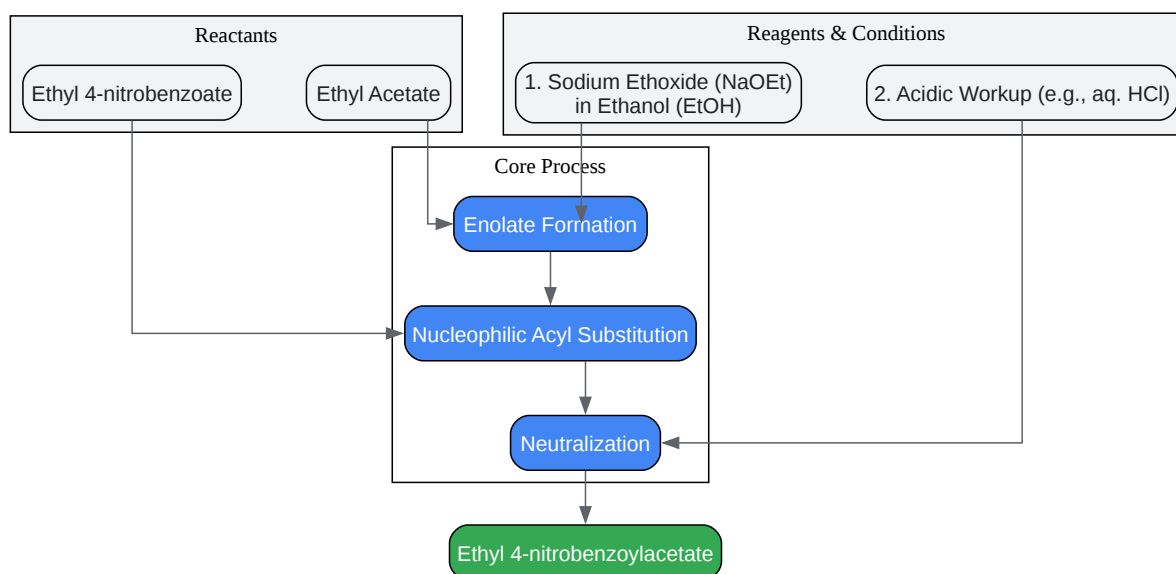 Reactants
Reagents & Conditions
Ethyl 4-nitrobenzoate
Ethyl Acetate
1. Sodium Ethoxide (NaOEt)
in Ethanol (EtOH)
2. Acidic Workup (e.g., aq. HCl)
Core Process
Enolate Formation
Nucleophilic Acyl Substitution
Neutralization
Ethyl 4-nitrobenzoylacetate